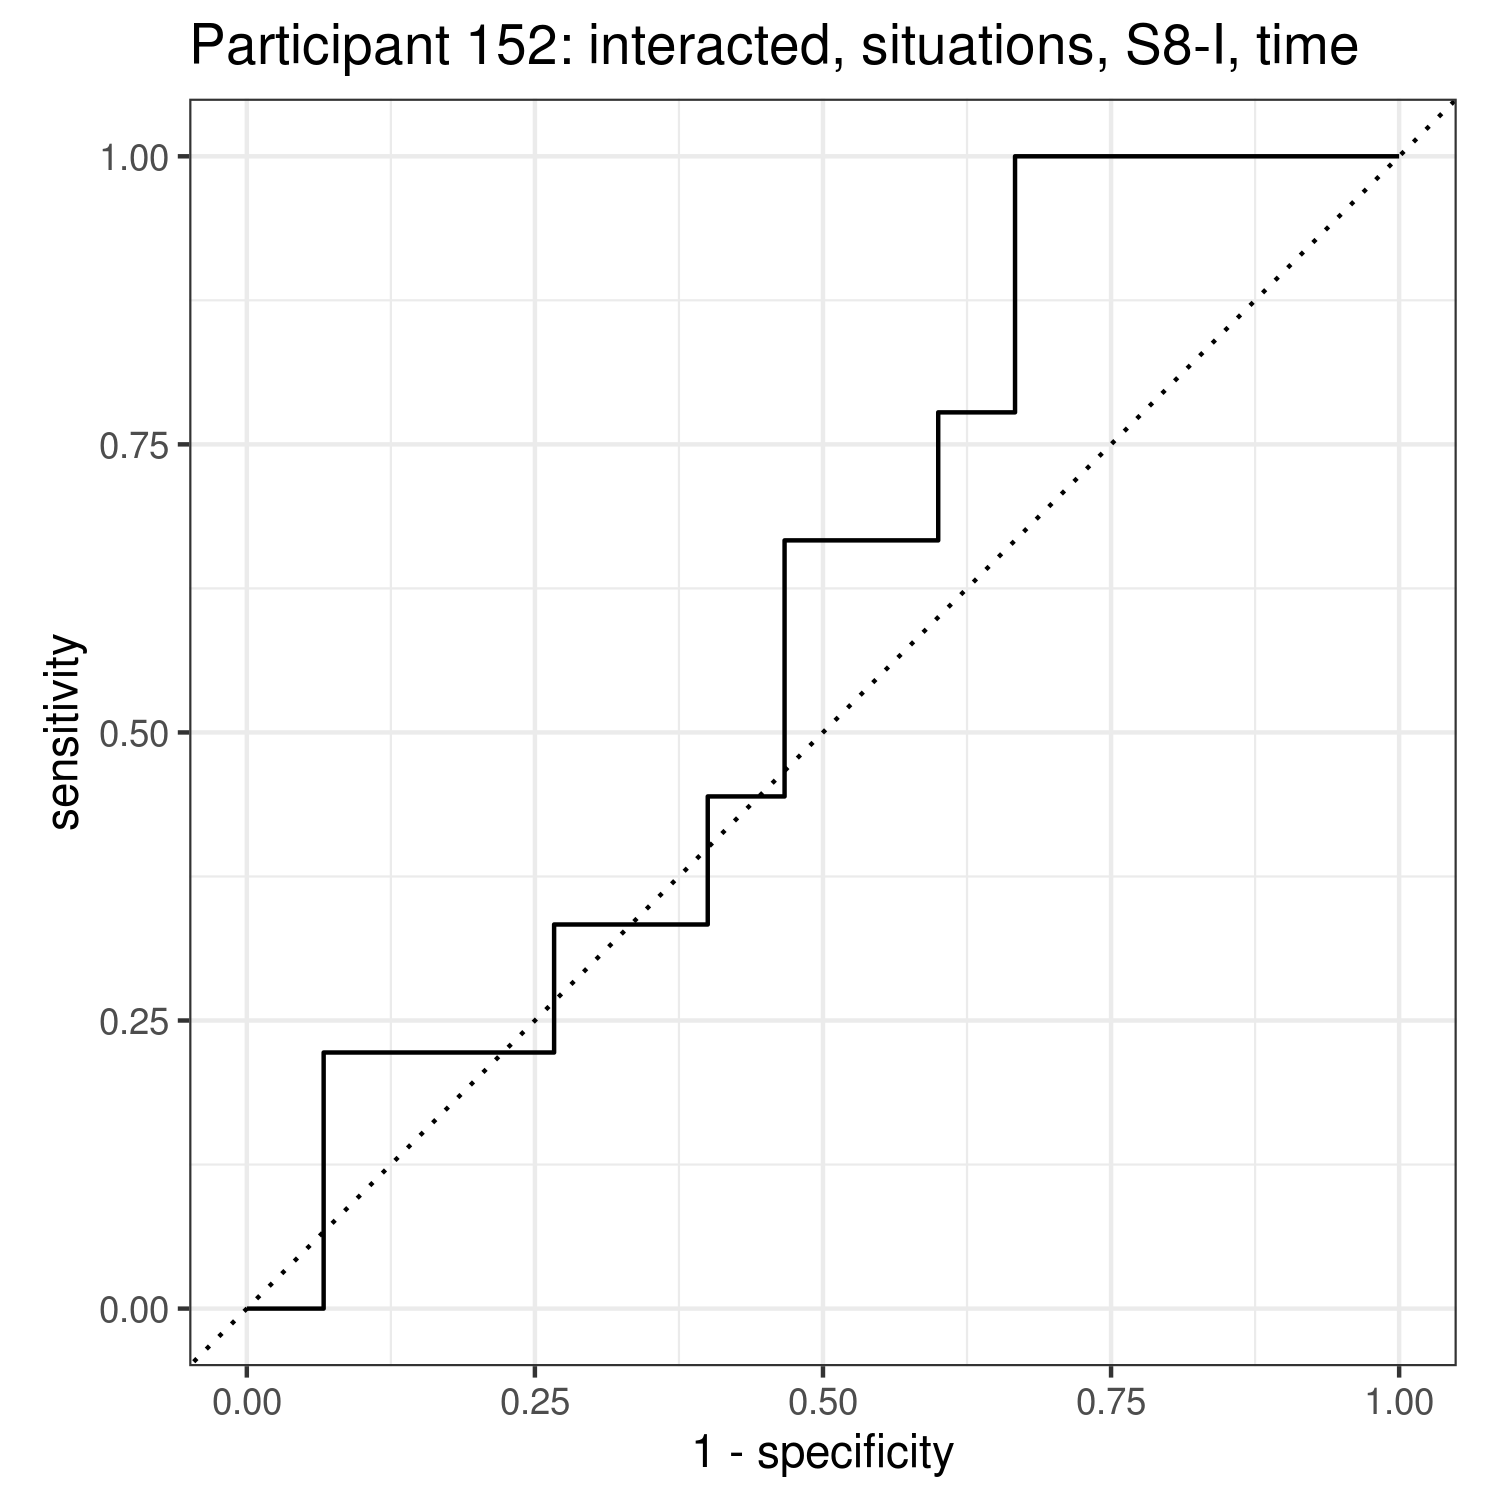 Participant 152: interacted, situations, S8-I, time
1.00
0.75
0.50
0.25
0.00
sensitivity
0.00 0.25 0.50 0.75 1.00
1 - specificity